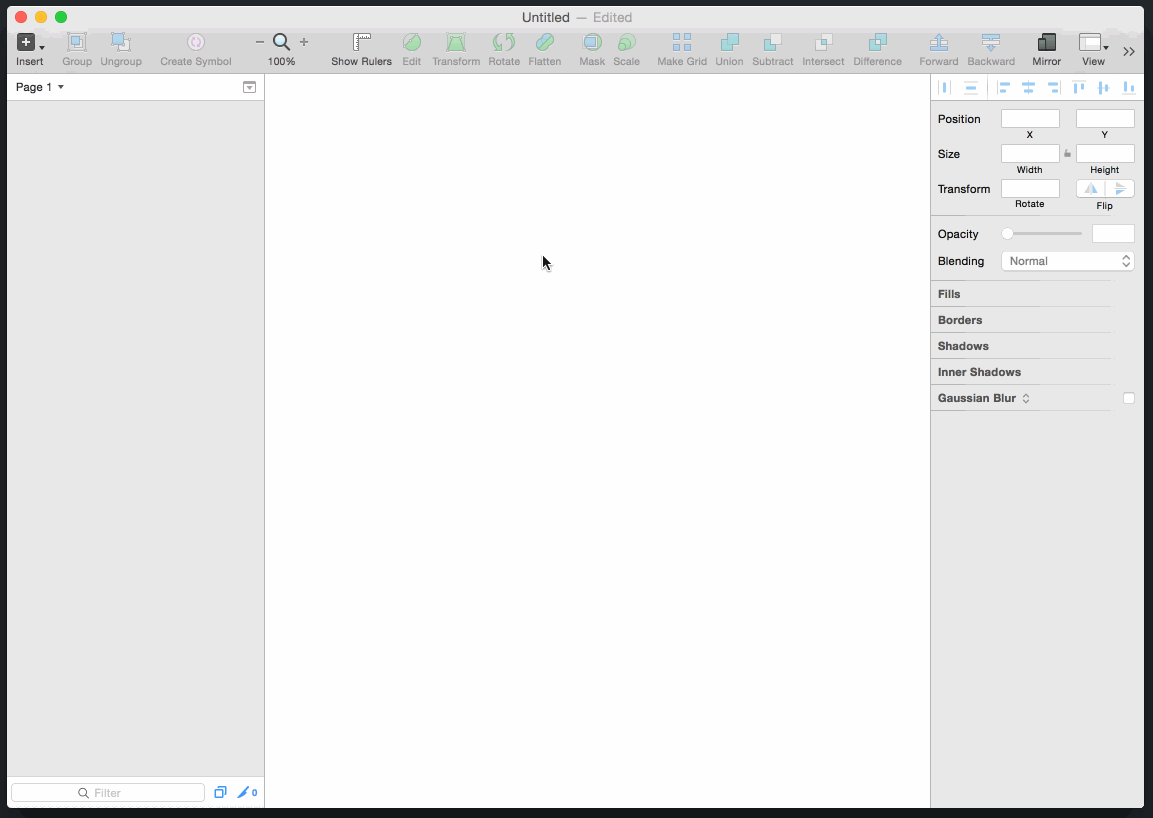 Untitled — Edited
Insert Group Ungroup Create Symbol 100% Show Rulers Edit Transform Rotate Flatten Mask Scale Make Grid Union Subtract Intersect Difference Forward Backward Mirror View
Page 1
Position
X Y
Size
Width Height
Transform
Rotate Flip
Opacity
Blending Normal
Fills
Borders
Shadows
Inner Shadows
Gaussian Blur
Filter 0